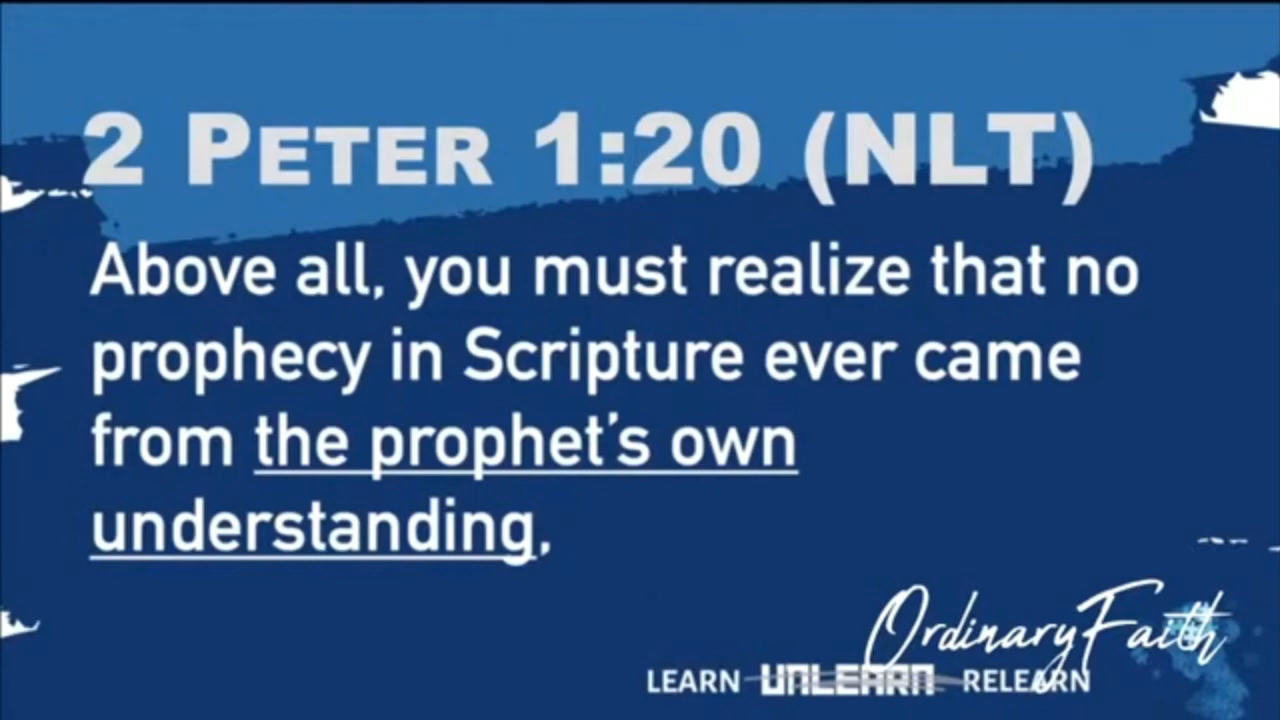 2 PETER 1:20 (NLT)
Above all, you must realize that no
prophecy in Scripture ever came
from the prophet’s own
understanding,
OrdinaryFaith
LEARN UNLEARN RELEARN